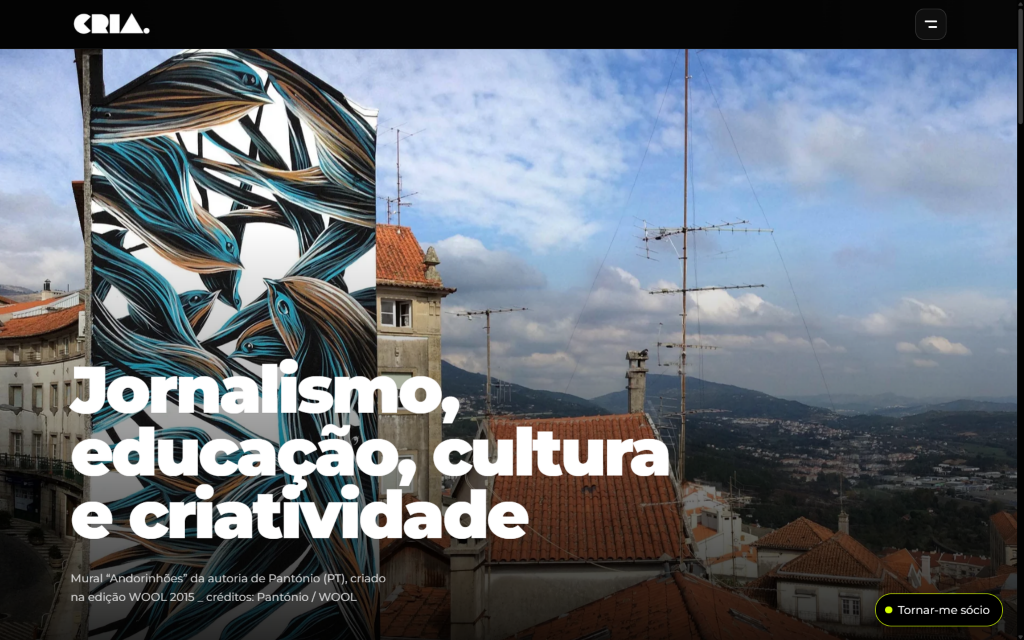 CRIA.
Jornalismo,
educação, cultura
e criatividade
Mural “Andorinhões” da autoria de Pantónio (PT), criado
na edição WOOL 2015 _ créditos: Pantónio / WOOL
Tornar-me sócio